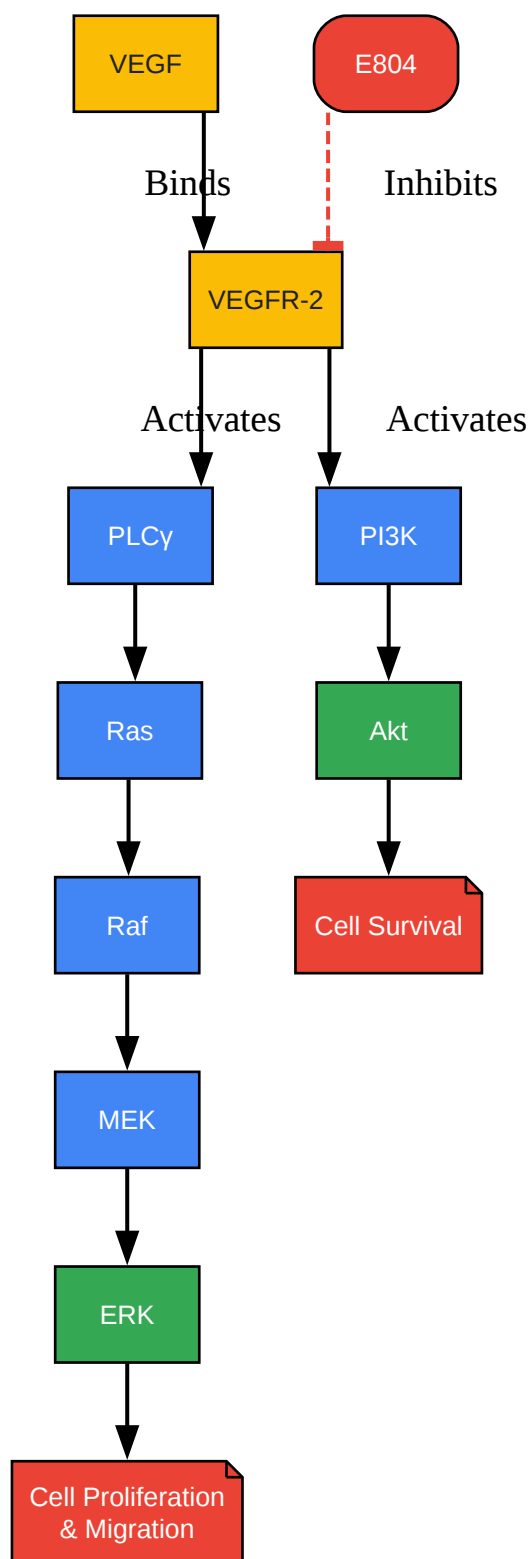 VEGF
E804
Binds
Inhibits
VEGFR-2
Activates
Activates
PLCγ
PI3K
Ras
Akt
Raf
Cell Survival
MEK
ERK
Cell Proliferation
& Migration